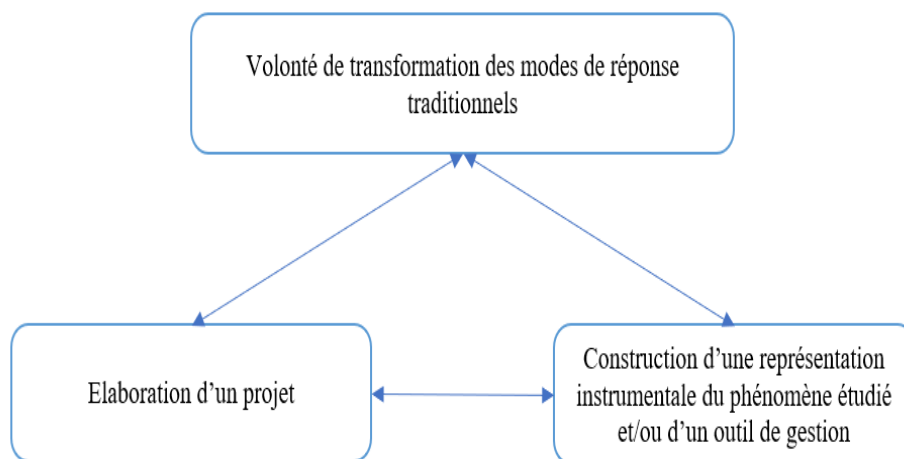 Volonté de transformation des modes de réponse
traditionnels
Elaboration d’un projet
Construction d’une représentation
instrumentale du phénomène étudié
et/ou d’un outil de gestion